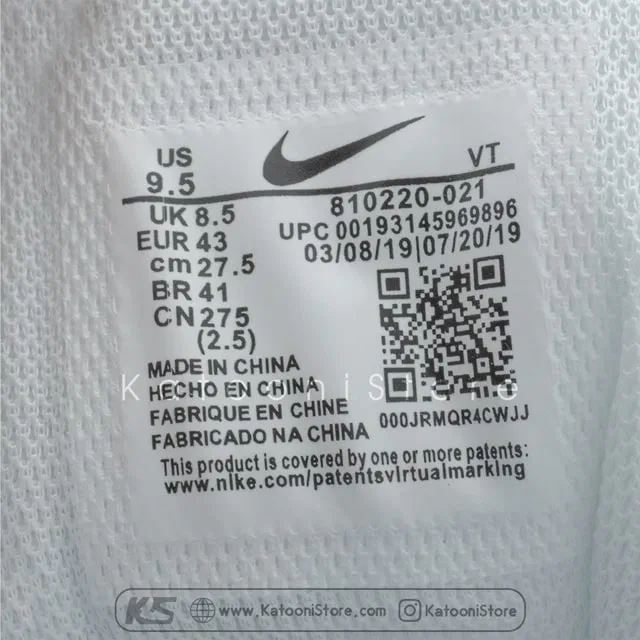 US
9.5
VT
UK 8.5
810220-021
EUR 43
UPC 00193145969896
cm 27.5
03/08/19|07/20/19
BR 41
CN 275
(2.5)
MADE IN CHINA
HECHO EN CHINA
FABRIQUE EN CHINE
FABRICADO NA CHINA
000JRMQR4CWJJ
KatooniStore
This product is covered by one or more patents:
www.nike.com/patentsvirtualmarking
KS www.KatooniStore.com KatooniStore